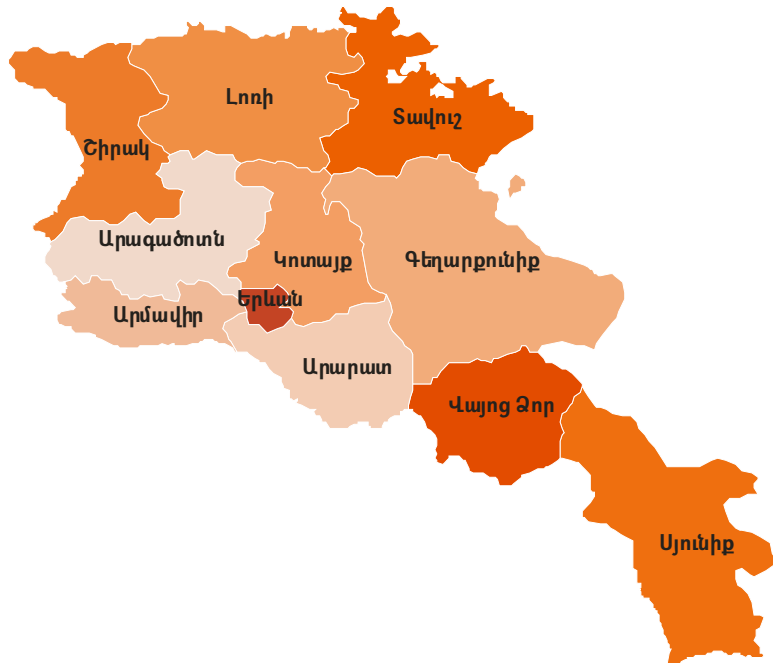 Լոռի
Տավուշ
Շիրակ
Արագածոտն
Կոտայք
Գեղարքունիք
Երևան
Արմավիր
Արարատ
Վայոց Ձոր
Սյունիք